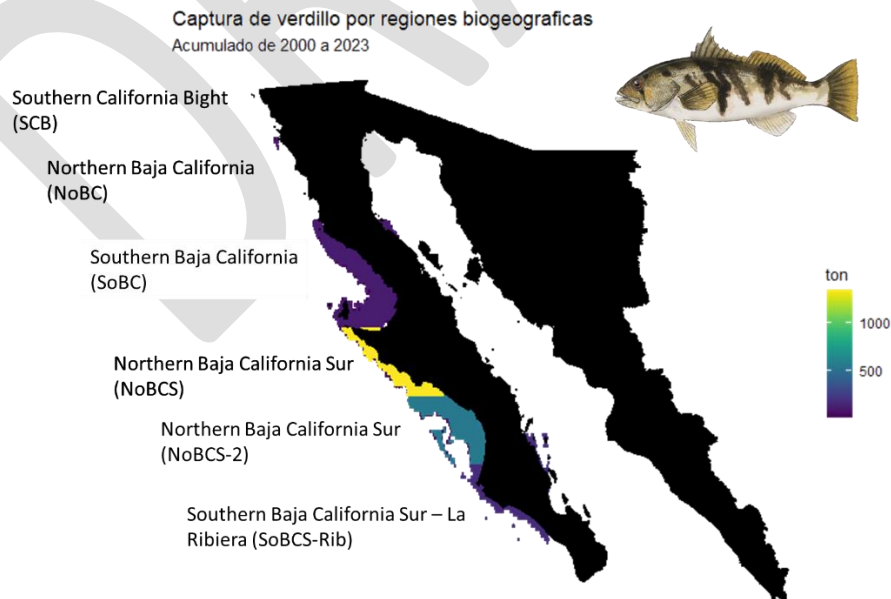 Captura de verdillo por regiones biogeograficas
Acumulado de 2000 a 2023
Southern California Bight
(SCB)
Northern Baja California
(NoBC)
Southern Baja California
(SoBC)
Northern Baja California Sur
(NoBCS)
Northern Baja California Sur
(NoBCS-2)
Southern Baja California Sur – La
Ribiera (SoBCS-Rib)
ton
1000
500